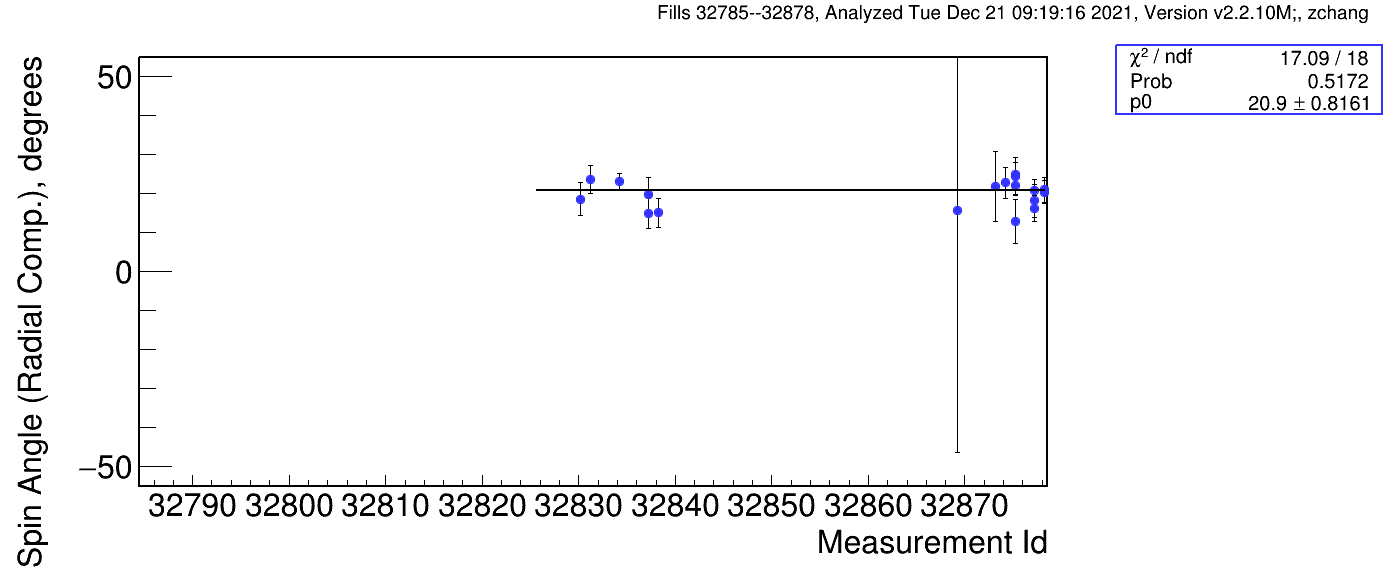 Fills 32785--32878, Analyzed Tue Dec 21 09:19:16 2021, Version v2.2.10M;, zchang
χ² / ndf 17.09 / 18
Prob 0.5172
p0 20.9 ± 0.8161
Spin Angle (Radial Comp.), degrees
50
0
−50
32790 32800 32810 32820 32830 32840 32850 32860 32870
Measurement Id